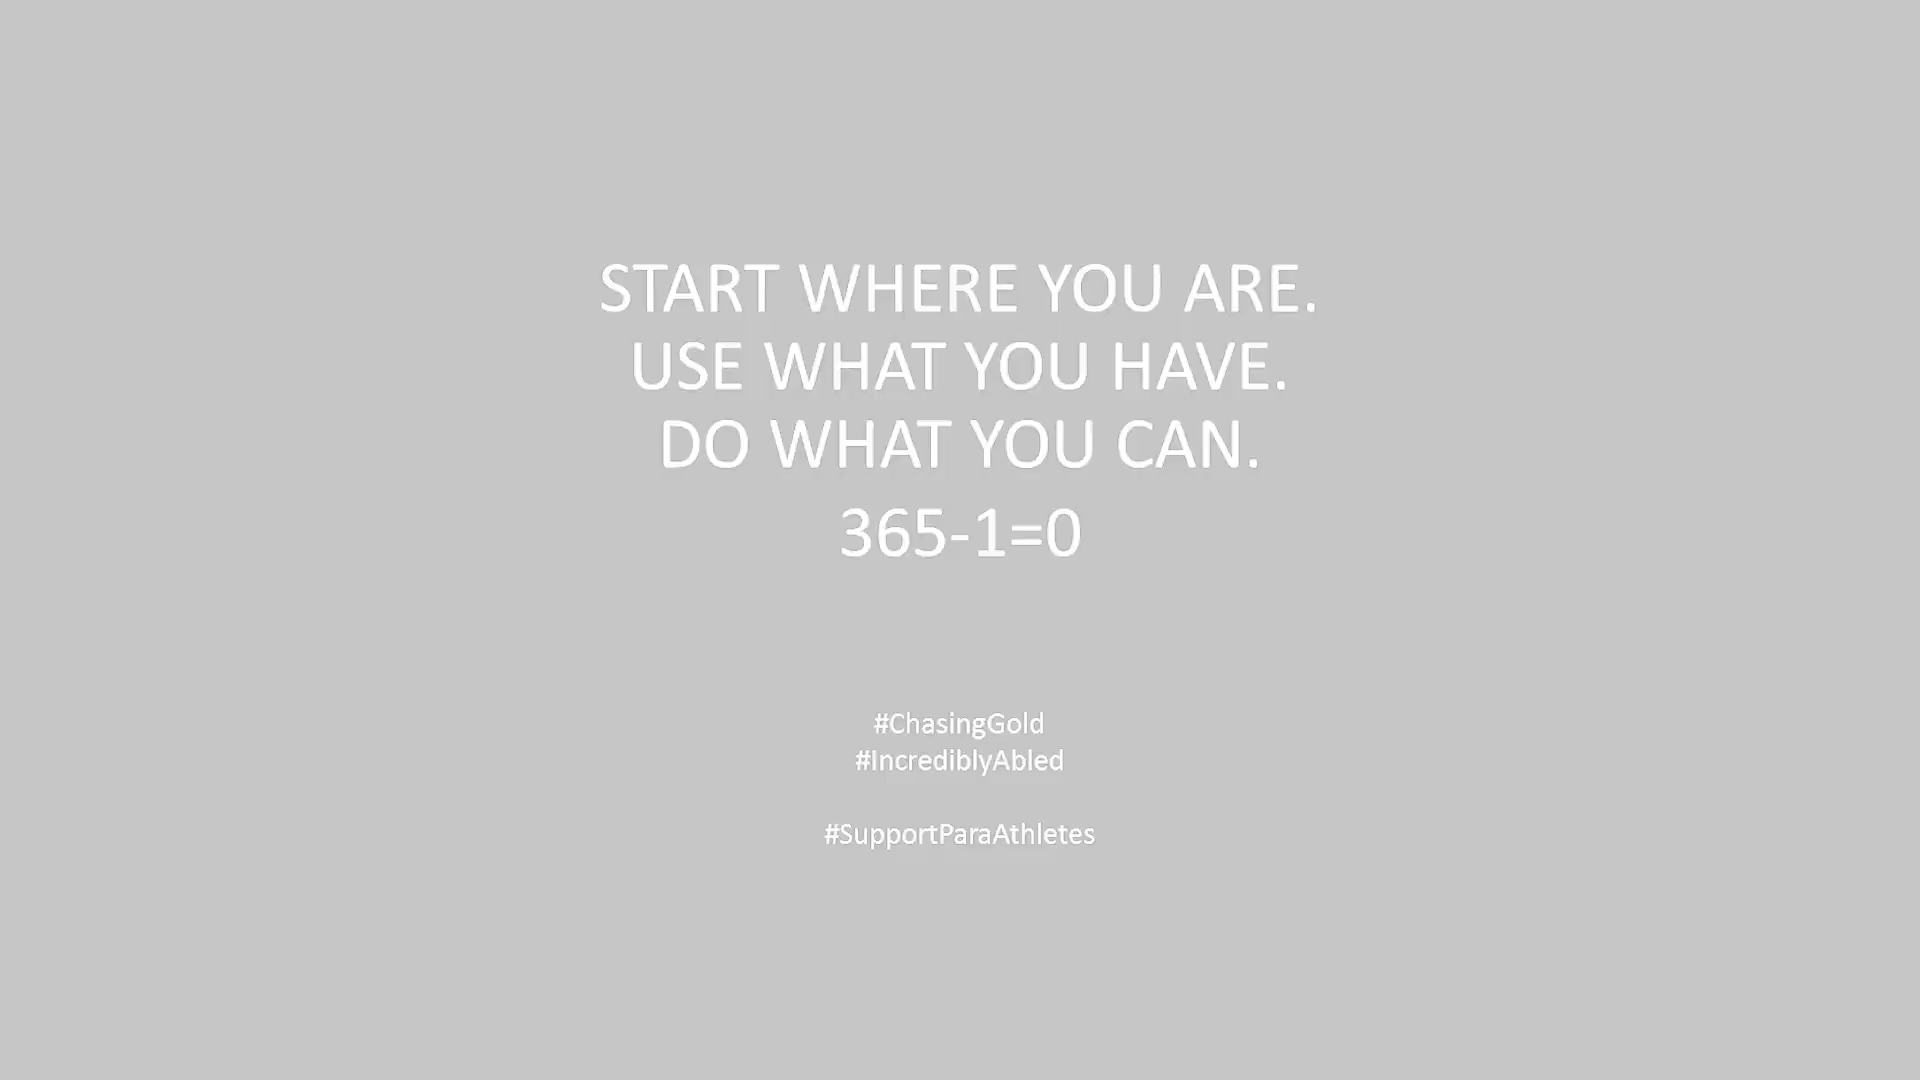 START WHERE YOU ARE.
USE WHAT YOU HAVE.
DO WHAT YOU CAN.
365-1=0
#ChasingGold
#IncrediblyAbled
#SupportParaAthletes